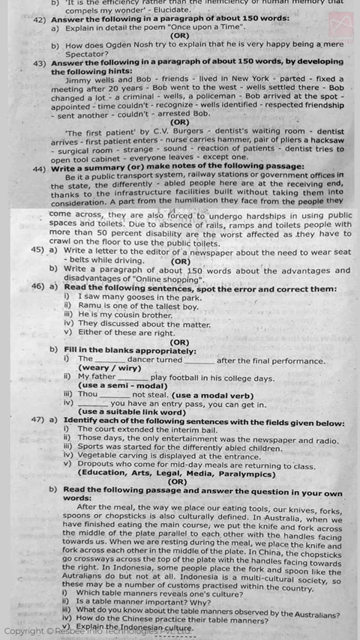 b) 'It is the efficiency rather than the inefficiency of human memory that
compels my wonder' - Elucidate.
42) Answer the following in a paragraph of about 150 words:
a) Explain in detail the poem "Once upon a Time".
(OR)
b) How does Ogden Nosh try to explain that he is very happy being a mere
Spectator?
43) Answer the following in a paragraph of about 150 words, by developing
the following hints:
Jimmy wells and Bob - friends - lived in New York - parted - fixed a
meeting after 20 years - Bob went to the west - wells settled there - Bob
changed a lot - a criminal - wells, a policeman - Bob arrived at the spot -
appointed - time couldn't - recognize - wells identified - respected friendship
- sent another - couldn't - arrested Bob.
(OR)
'The first patient' by C.V. Burges - dentist's waiting room - dentist
arrives - first patient enters - nurse carries hammer, pair of pliers a hacksaw
- surgical room - strange - sound - reaction of patients - dentist tries to
open tool cabinet - everyone leaves - except one.
44) Write a summary (or) make notes of the following passage:
Be it a public transport system, railway stations or government offices in
the state, the differently - abled people here are at the receiving end,
thanks to the infrastructure facilities built without taking them into
consideration. A part from the humiliation they face from the people they
come across, they are also forced to undergo hardships in using public
spaces and toilets. Due to absence of rails, ramps and toilets people with
more than 50 percent disability are the worst affected as they have to
crawl on the floor to use the public toilets.
45) a) Write a letter to the editor of a newspaper about the need to wear seat
- belts while driving.
(OR)
b) Write a paragraph of about 150 words about the advantages and
disadvantages of "Online shopping".
46) a) Read the following sentences, spot the error and correct them:
i) I saw many gooses in the park.
ii) Ramu is one of the tallest boy.
iii) He is my cousin brother.
iv) They discussed about the matter.
v) Either of these are right.
(OR)
b) Fill in the blanks appropriately:
i) The ______ dancer turned ______ after the final performance.
(weary / wiry)
ii) My father ______ play football in his college days.
(use a semi - modal)
iii) Thou ______ not steal. (use a modal verb)
iv) ______ you have an entry pass, you can get in.
(use a suitable link word)
47) a) Identify each of the following sentences with the fields given below:
i) The court extended the interim bail.
ii) Those days, the only entertainment was the newspaper and radio.
iii) Sports was started for the differently abled children.
iv) Vegetable carving is displayed at the entrance.
v) Dropouts who come for mid-day meals are returning to class.
(Education, Arts, Legal, Media, Paralympics)
(OR)
b) Read the following passage and answer the question in your own
words:
After the meal, the way we place our eating tools, our knives, forks,
spoons or chopsticks is also culturally defined. In Australia, when we
have finished eating the main course, we put the knife and fork across
the middle of the plate parallel to each other with the handles facing
towards us. When we are resting during the meal, we place the knife and
fork across each other in the middle of the plate. In China, the chopsticks
go crossways across the top of the plate with the handles facing towards
the right. In Indonesia, some people place the fork and spoon like the
Autralians do but not at all. Indonesia is a multi-cultural society, so
these may be a number of customs practised within the country.
i) Which table manners reveals one's culture?
ii) Is a table manner important? Why?
iii) What do you know about the table manners observed by the Australians?
iv) How do the Chinese practice their table manners?
v) Explain the Indonesian culture.